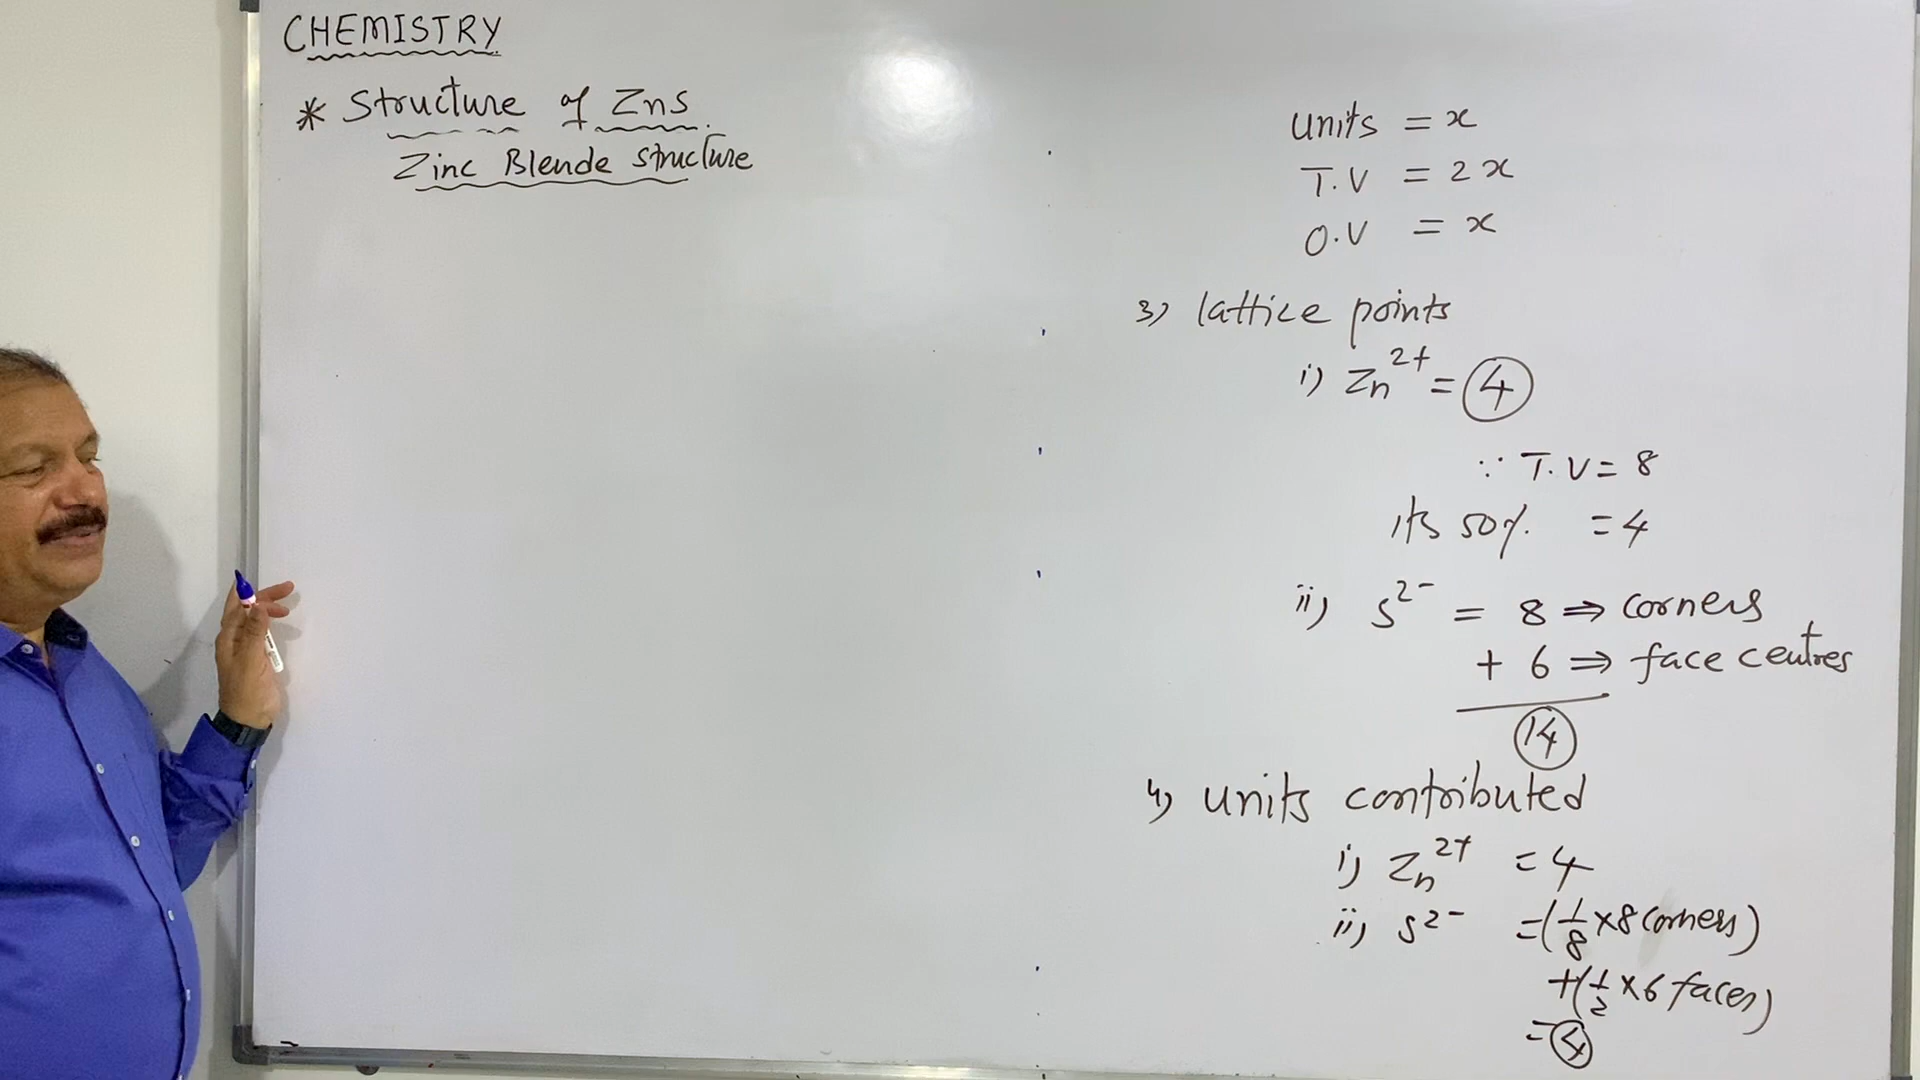 CHEMISTRY
* Structure of ZnS.
Zinc Blende structure
units = x
T.V = 2x
O.V = x
3) lattice points
i) Zn²⁺ = 4
∵ T.V = 8
its 50% = 4
ii) S²⁻ = 8 ⇒ corners
+ 6 ⇒ face centres
14
4) units contributed
i) Zn²⁺ = 4
ii) S²⁻ = (1/8 × 8 corners)
+ (1/2 × 6 faces)
= 4